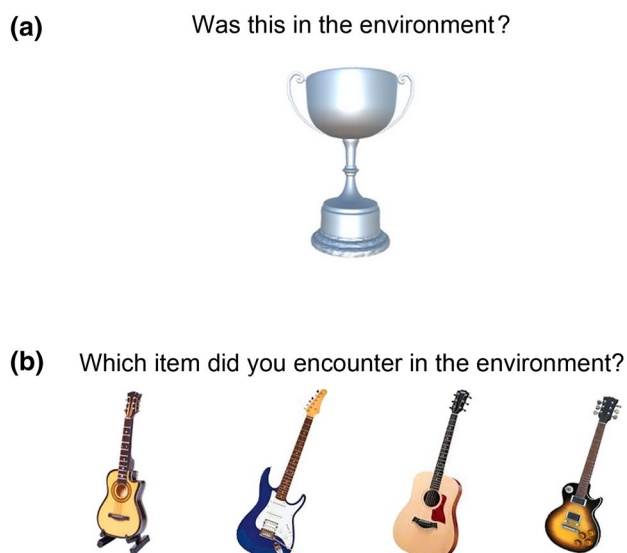 (a) Was this in the environment?
(b) Which item did you encounter in the environment?